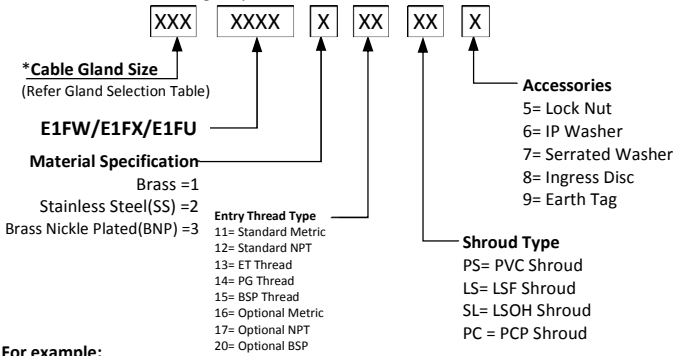 XXX XXXX X XX XX X
*Cable Gland Size
(Refer Gland Selection Table)
E1FW/E1FX/E1FU
Material Specification
Brass =1
Stainless Steel(SS) =2
Brass Nickle Plated(BNP) =3
Entry Thread Type
11= Standard Metric
12= Standard NPT
13= ET Thread
14= PG Thread
15= BSP Thread
16= Optional Metric
17= Optional NPT
20= Optional BSP
Accessories
5= Lock Nut
6= IP Washer
7= Serrated Washer
8= Ingress Disc
9= Earth Tag
Shroud Type
PS= PVC Shroud
LS= LSF Shroud
SL= LSOH Shroud
PC = PCP Shroud
For example: